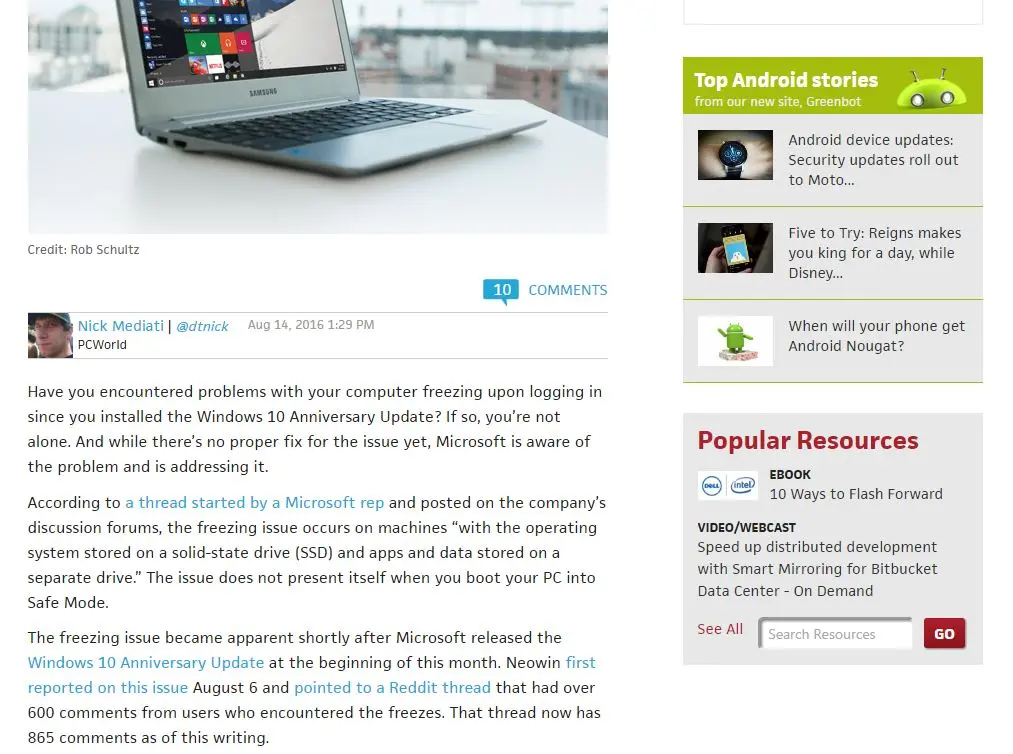 SAMSUNG
Credit: Rob Schultz
10 COMMENTS
Nick Mediati | @dtnick Aug 14, 2016 1:29 PM
PCWorld
Have you encountered problems with your computer freezing upon logging in
since you installed the Windows 10 Anniversary Update? If so, you’re not
alone. And while there’s no proper fix for the issue yet, Microsoft is aware of
the problem and is addressing it.
According to a thread started by a Microsoft rep and posted on the company’s
discussion forums, the freezing issue occurs on machines “with the operating
system stored on a solid-state drive (SSD) and apps and data stored on a
separate drive.” The issue does not present itself when you boot your PC into
Safe Mode.
The freezing issue became apparent shortly after Microsoft released the
Windows 10 Anniversary Update at the beginning of this month. Neowin first
reported on this issue August 6 and pointed to a Reddit thread that had over
600 comments from users who encountered the freezes. That thread now has
865 comments as of this writing.
Top Android stories
from our new site, Greenbot
Android device updates:
Security updates roll out
to Moto...
Five to Try: Reigns makes
you king for a day, while
Disney...
When will your phone get
Android Nougat?
Popular Resources
DELL intel
EBOOK
10 Ways to Flash Forward
VIDEO/WEBCAST
Speed up distributed development
with Smart Mirroring for Bitbucket
Data Center - On Demand
See All Search Resources GO